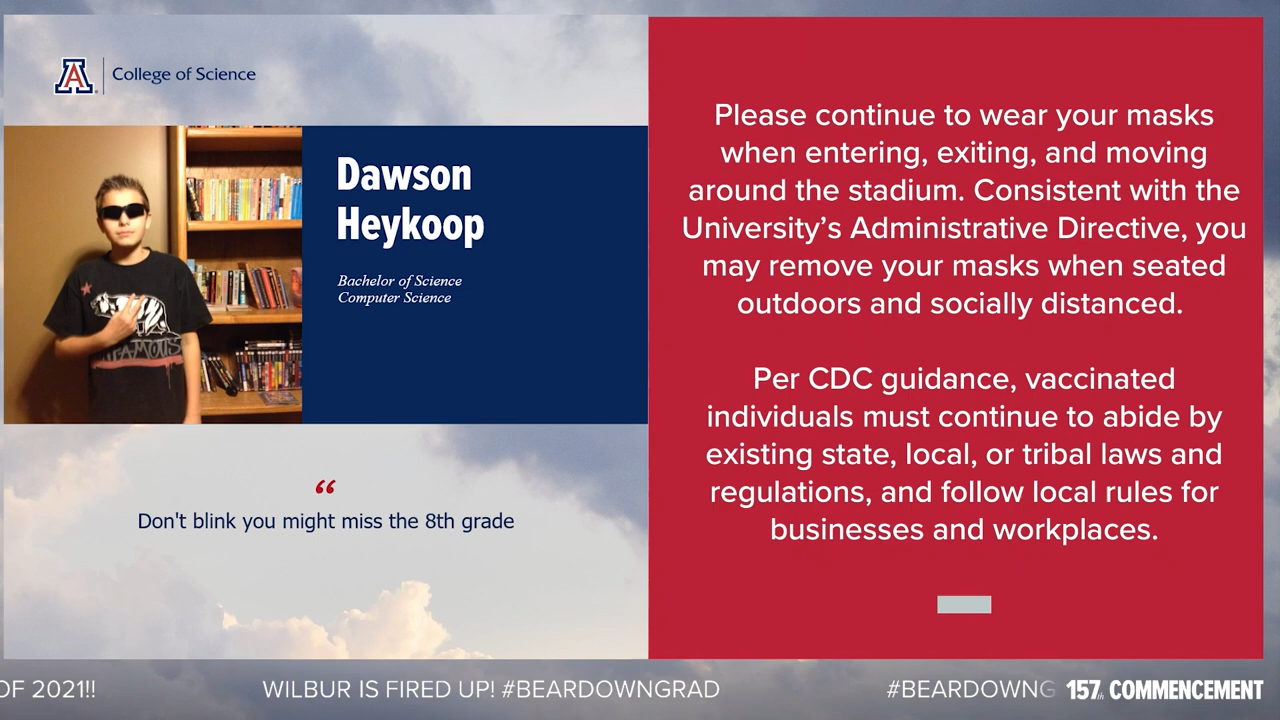 A
College of Science
Dawson
Heykoop
Bachelor of Science
Computer Science
“
Don't blink you might miss the 8th grade
Please continue to wear your masks
when entering, exiting, and moving
around the stadium. Consistent with the
University’s Administrative Directive, you
may remove your masks when seated
outdoors and socially distanced.
Per CDC guidance, vaccinated
individuals must continue to abide by
existing state, local, or tribal laws and
regulations, and follow local rules for
businesses and workplaces.
OF 2021!! WILBUR IS FIRED UP! #BEARDOWNGRAD #BEARDOWNG 157th COMMENCEMENT